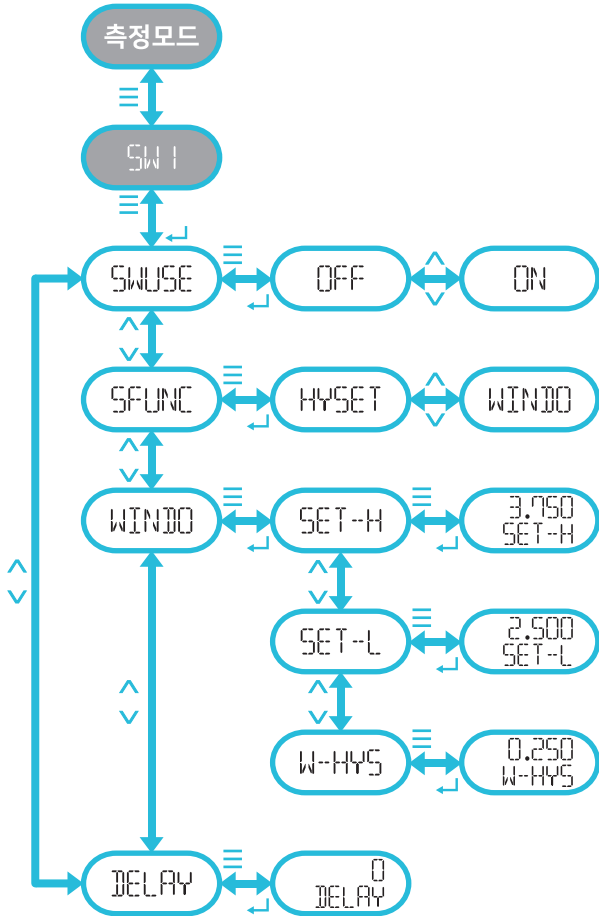 측정모드
SW1
SWUSE
OFF
ON
SFUNC
HYSET
WINDO
WINDO
SET-H
3.750
SET-H
SET-L
2.500
SET-L
W-HYS
0.250
W-HYS
DELAY
0
DELAY